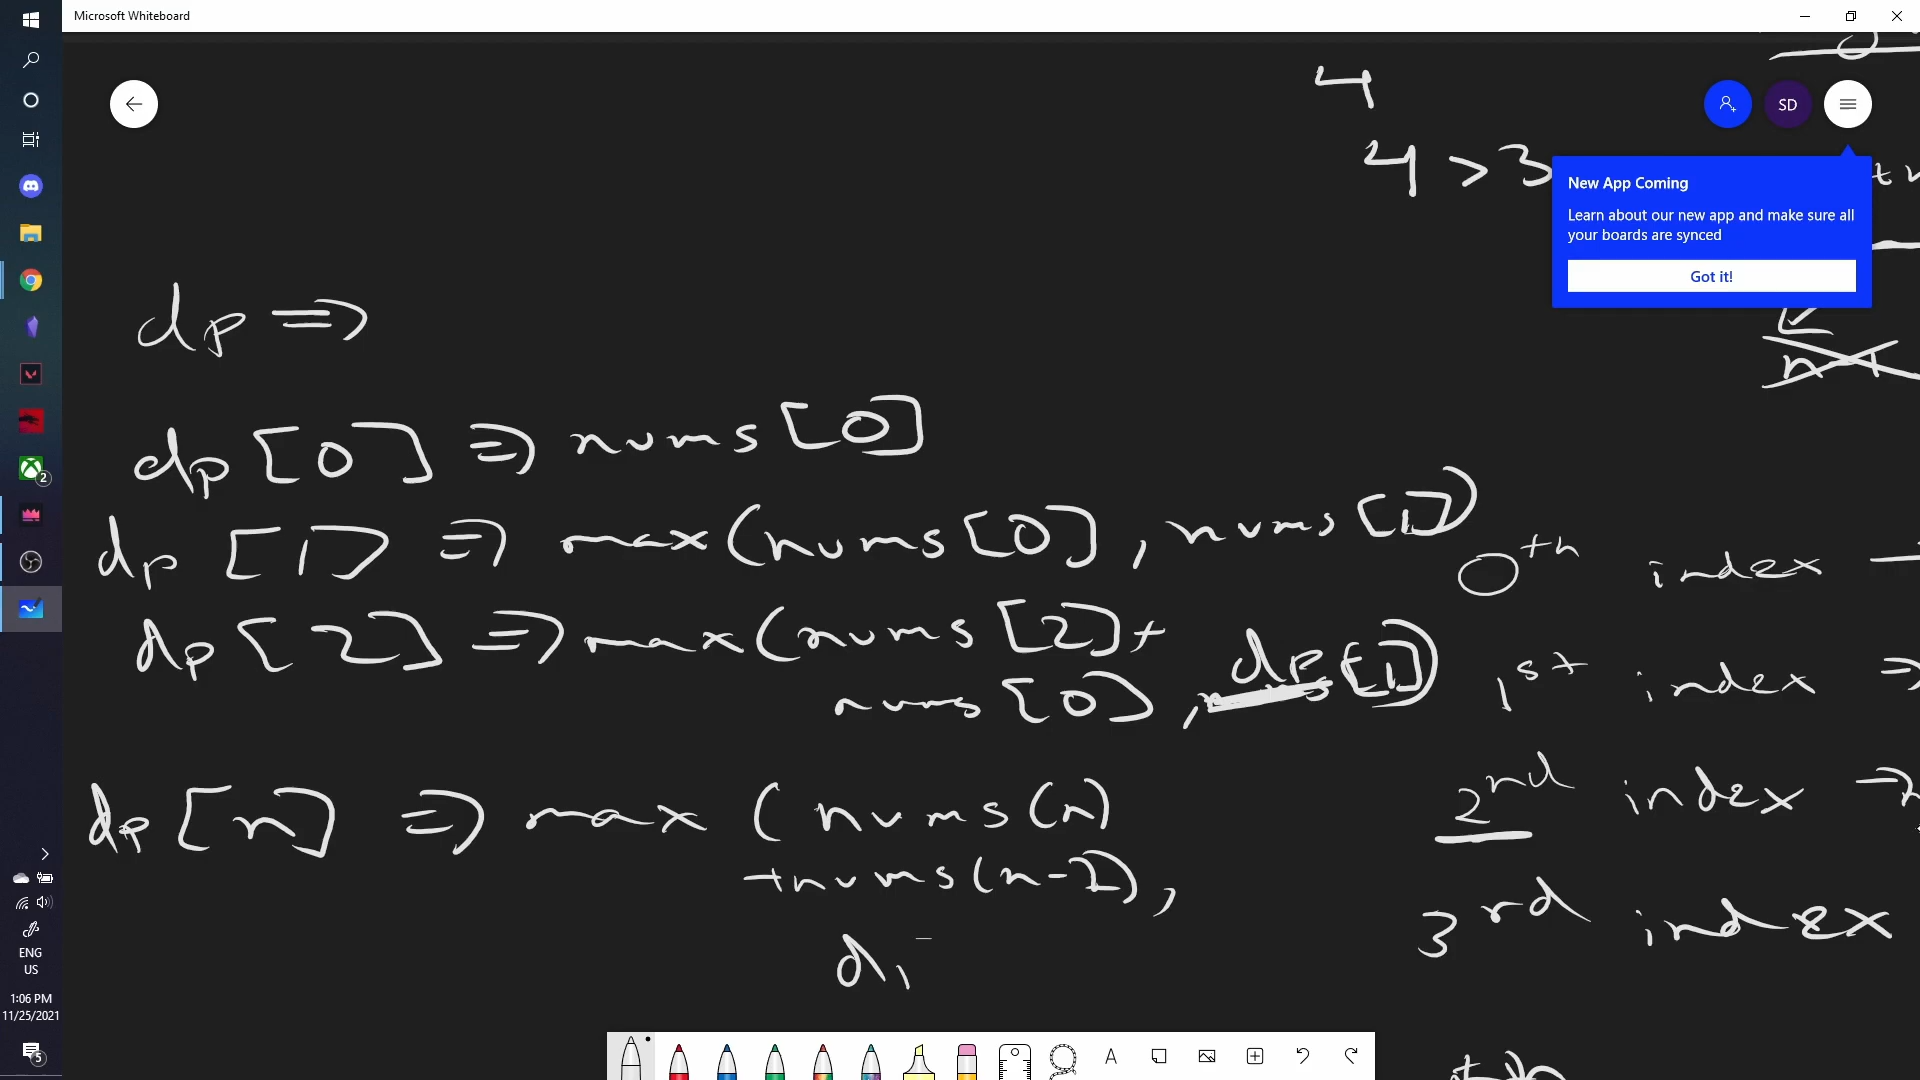 Microsoft Whiteboard
4
4 > 3
SD
New App Coming
Learn about our new app and make sure all
your boards are synced
Got it!
dp ⇒
n-1
dp [0] ⇒ nums [0]
dp [1] ⇒ max(nums [0], nums [1])
0th index
dp [2] ⇒ max(nums [2] +
nums [0], dp[1])
1st index ⇒
2nd index ⇒
dp [n] ⇒ max (nums(n)
+nums(n-2),
3rd index
2
ENG
US
1:06 PM
11/25/2021
5
A